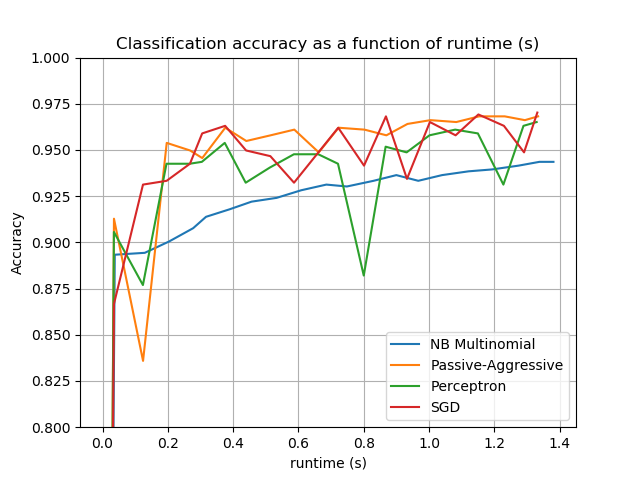 Classification accuracy as a function of runtime (s)
1.000
0.975
0.950
0.925
0.900
0.875
0.850
0.825
0.800
Accuracy
NB Multinomial
Passive-Aggressive
Perceptron
SGD
0.0 0.2 0.4 0.6 0.8 1.0 1.2 1.4
runtime (s)